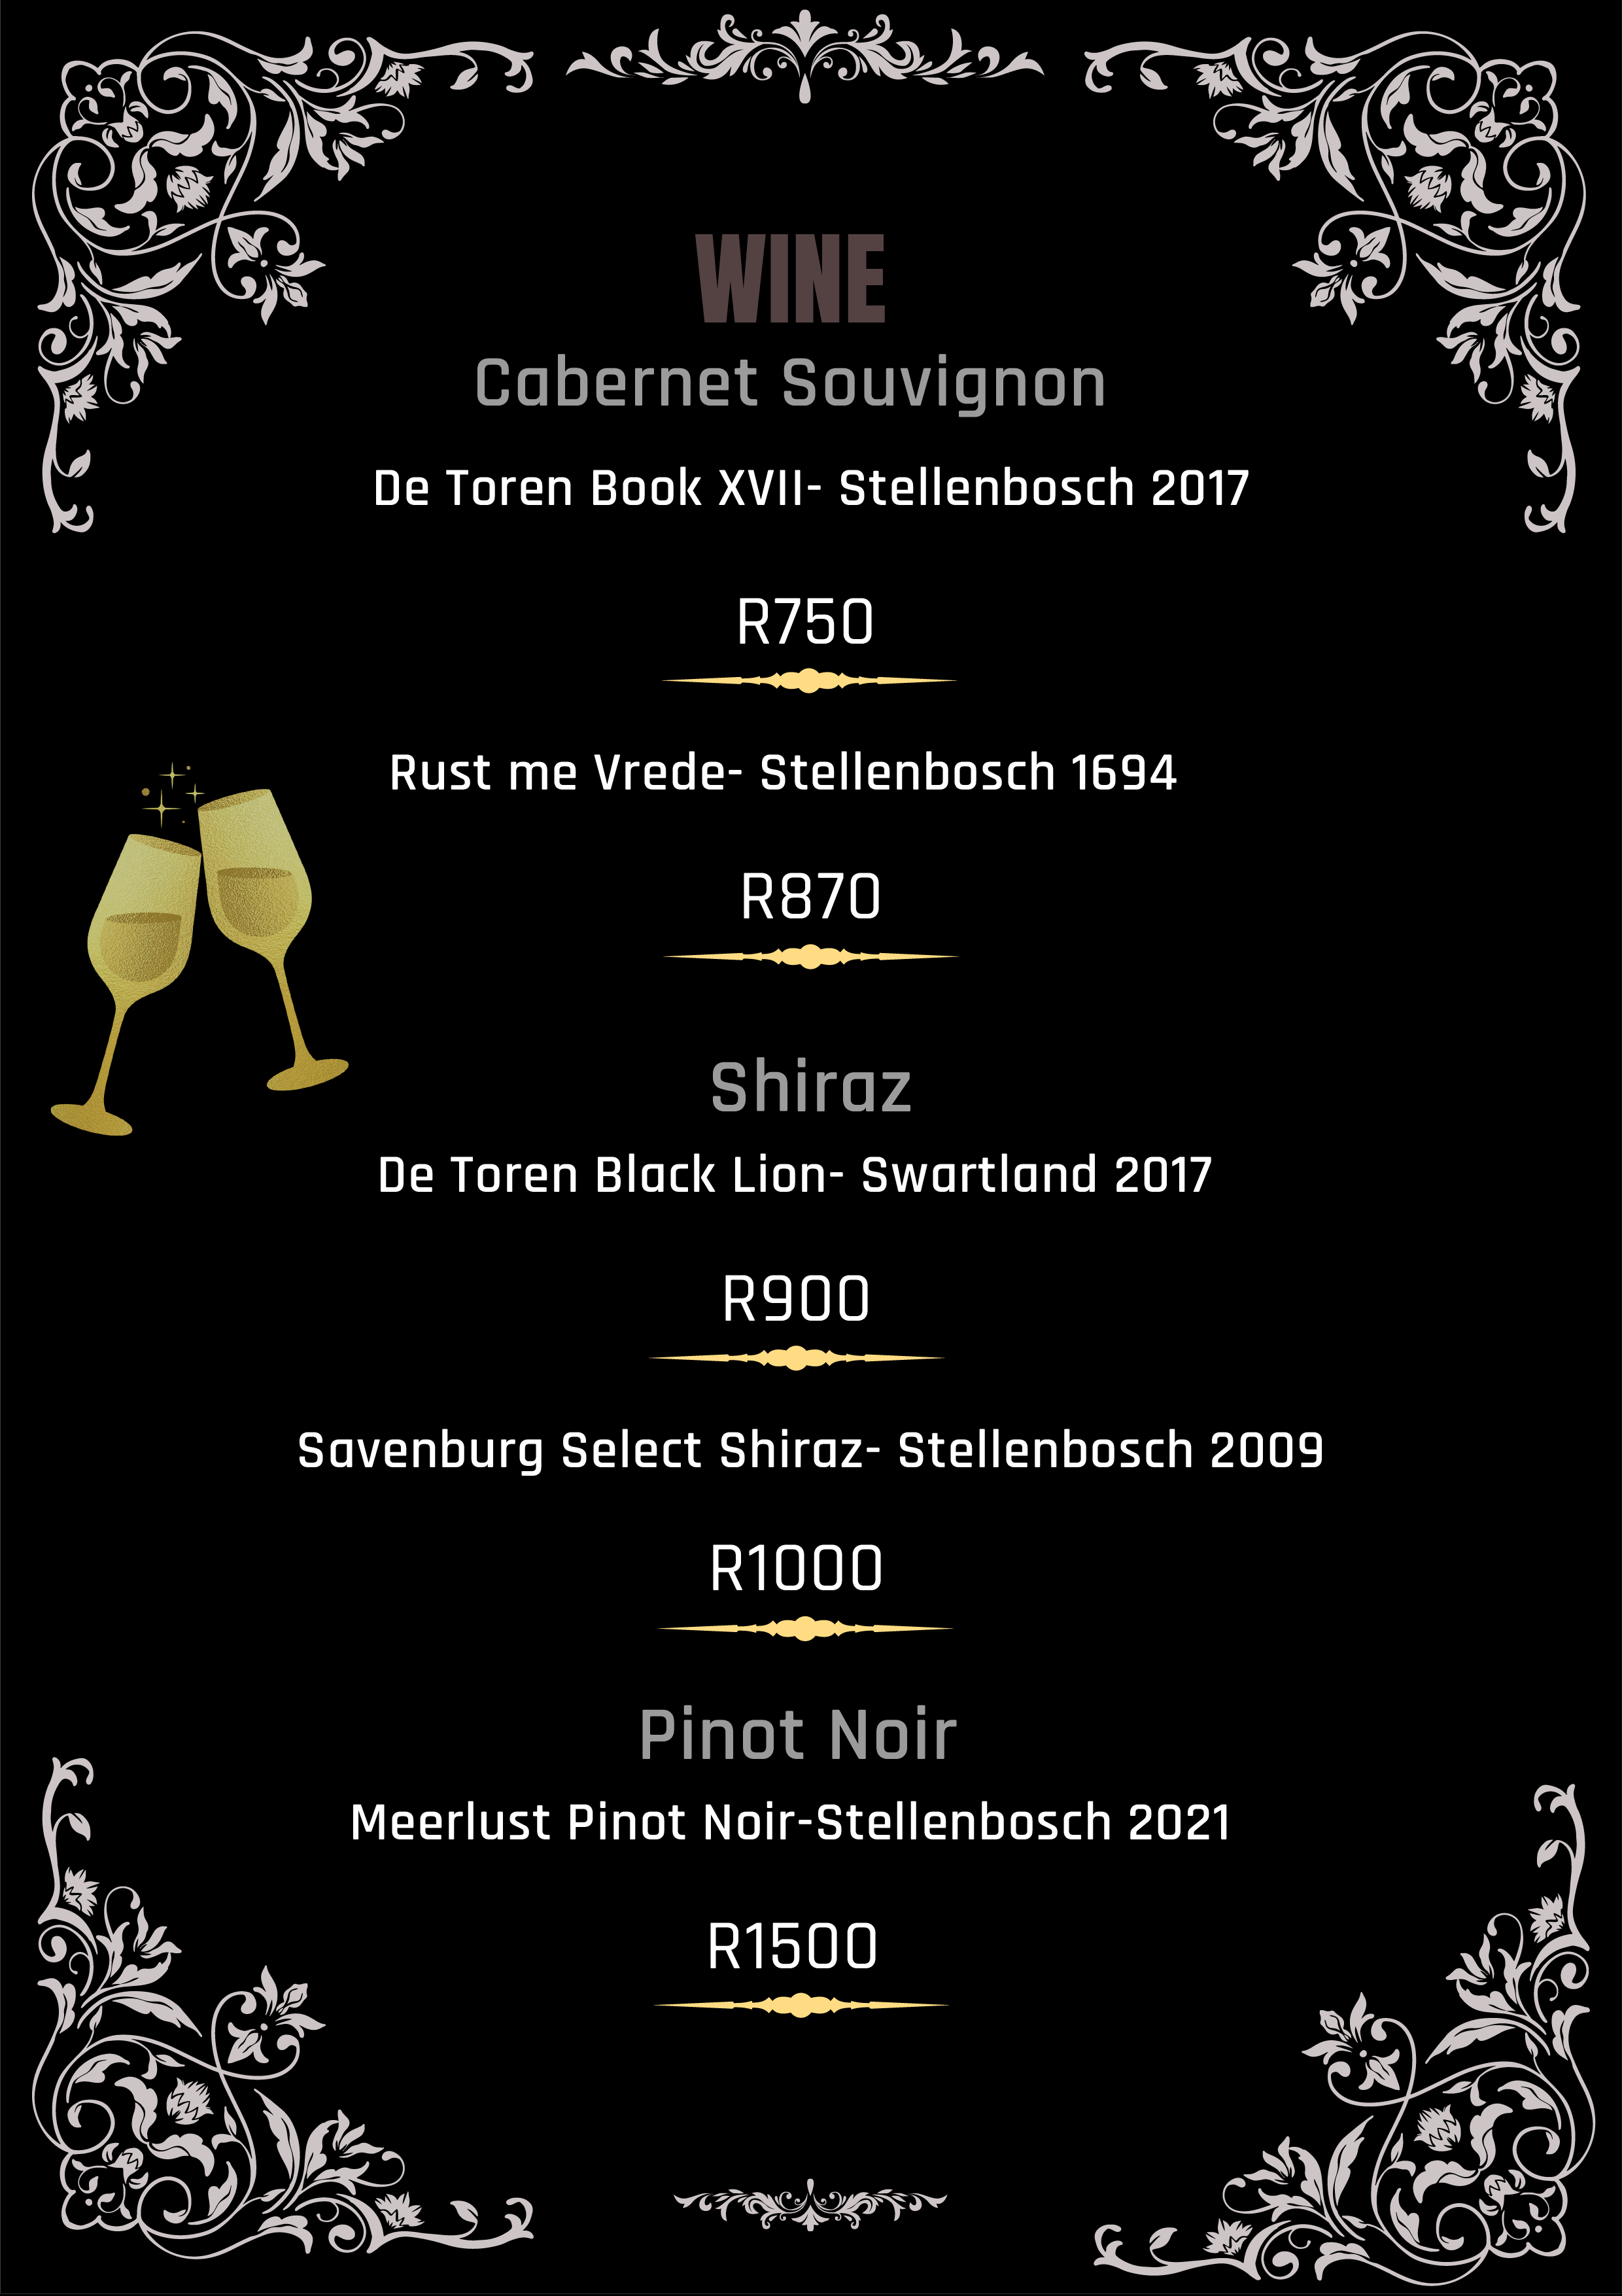 WINE
Cabernet Souvignon
De Toren Book XVII- Stellenbosch 2017
R750
Rust me Vrede- Stellenbosch 1694
R870
Shiraz
De Toren Black Lion- Swartland 2017
R900
Savenburg Select Shiraz- Stellenbosch 2009
R1000
Pinot Noir
Meerlust Pinot Noir-Stellenbosch 2021
R1500